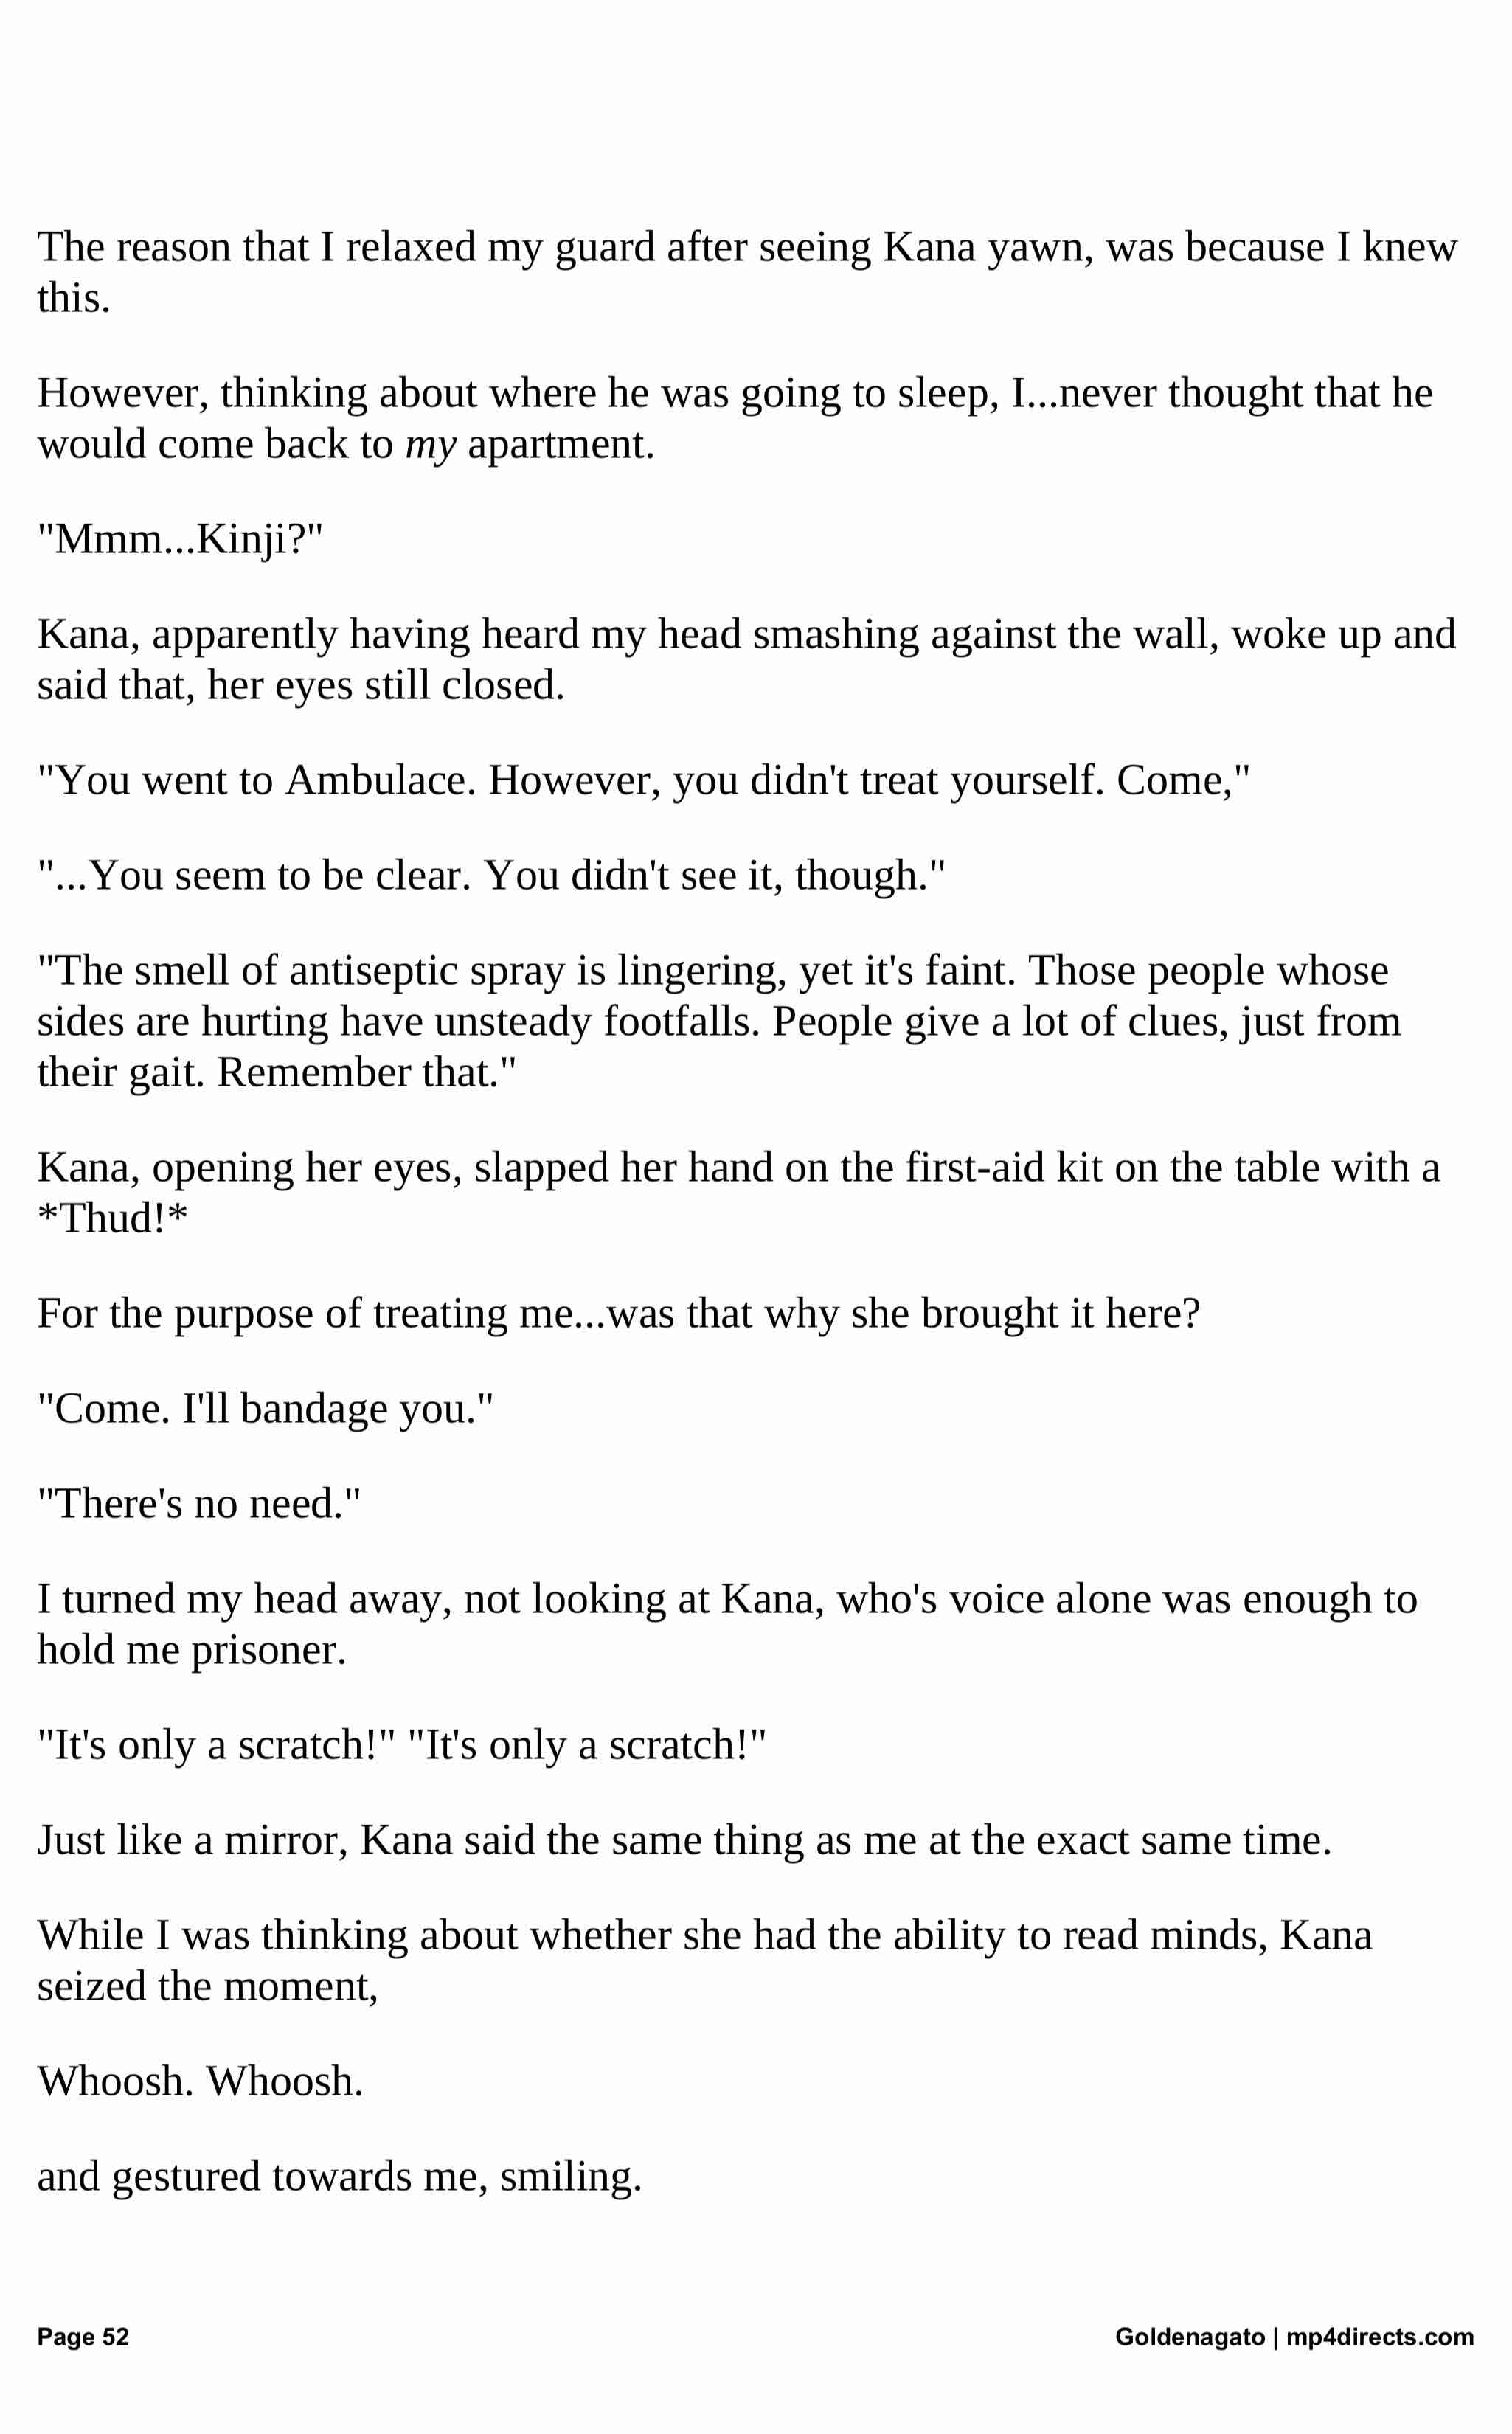 The reason that I relaxed my guard after seeing Kana yawn, was because I knew
this.
However, thinking about where he was going to sleep, I...never thought that he
would come back to my apartment.
"Mmm...Kinji?"
Kana, apparently having heard my head smashing against the wall, woke up and
said that, her eyes still closed.
"You went to Ambulace. However, you didn't treat yourself. Come,"
"...You seem to be clear. You didn't see it, though."
"The smell of antiseptic spray is lingering, yet it's faint. Those people whose
sides are hurting have unsteady footfalls. People give a lot of clues, just from
their gait. Remember that."
Kana, opening her eyes, slapped her hand on the first-aid kit on the table with a
*Thud!*
For the purpose of treating me...was that why she brought it here?
"Come. I'll bandage you."
"There's no need."
I turned my head away, not looking at Kana, who's voice alone was enough to
hold me prisoner.
"It's only a scratch!" "It's only a scratch!"
Just like a mirror, Kana said the same thing as me at the exact same time.
While I was thinking about whether she had the ability to read minds, Kana
seized the moment,
Whoosh. Whoosh.
and gestured towards me, smiling.
Page 52
Goldenagato | mp4directs.com